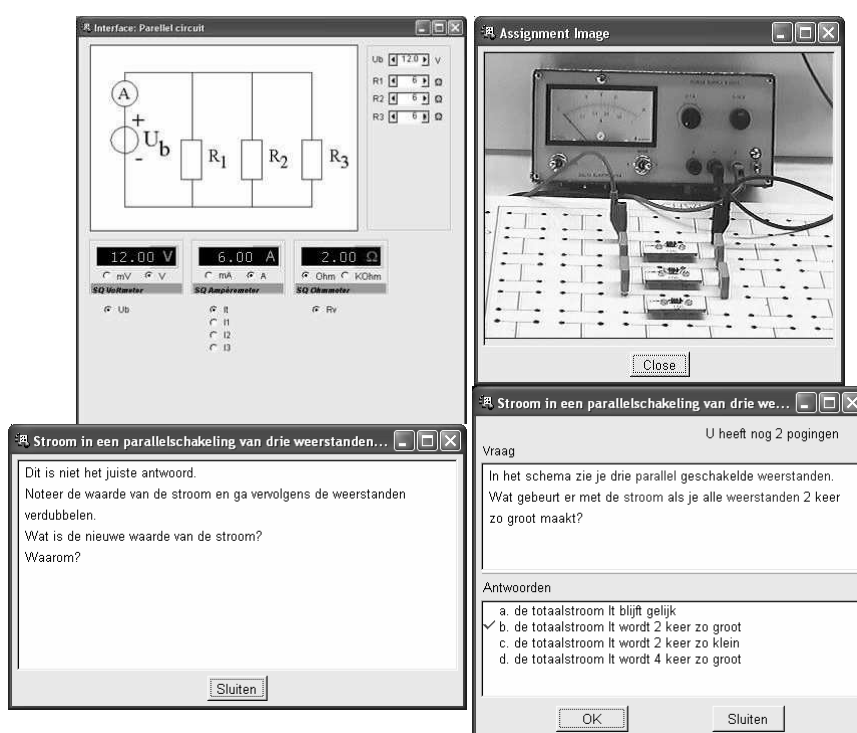 Interface: Parellel circuit
A
+
Ub
-
R1
R2
R3
Ub 12.0 V
R1 6 Ω
R2 6 Ω
R3 6 Ω
12.00 V
mV V
SQ Voltmeter
Ub
6.00 A
mA A
SQ Ampèremeter
It
I1
I2
I3
2.00 Ω
Ohm KOhm
SQ Ohmmeter
Rv
Assignment Image
Close
Stroom in een parallelschakeling van drie weerstanden...
Dit is niet het juiste antwoord.
Noteer de waarde van de stroom en ga vervolgens de weerstanden
verdubbelen.
Wat is de nieuwe waarde van de stroom?
Waarom?
Sluiten
Stroom in een parallelschakeling van drie we...
U heeft nog 2 pogingen
Vraag
In het schema zie je drie parallel geschakelde weerstanden.
Wat gebeurt er met de stroom als je alle weerstanden 2 keer
zo groot maakt?
Antwoorden
a. de totaalstroom It blijft gelijk
b. de totaalstroom It wordt 2 keer zo groot
c. de totaalstroom It wordt 2 keer zo klein
d. de totaalstroom It wordt 4 keer zo groot
OK
Sluiten